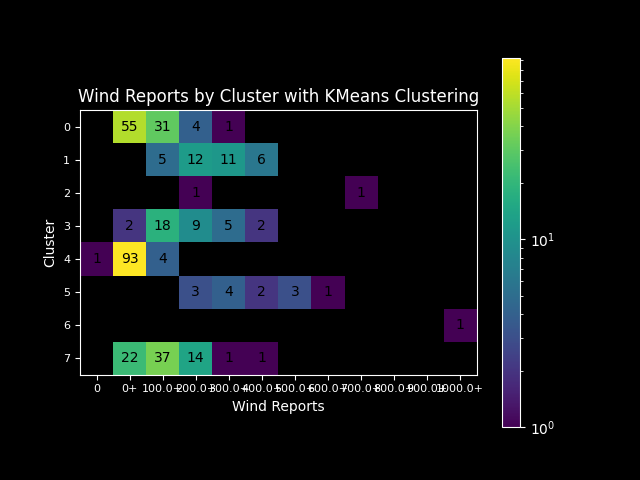 Wind Reports by Cluster with KMeans Clustering
0 55 31 4 1
1 5 12 11 6
2 1 1
3 2 18 9 5 2
4 1 93 4
5 3 4 2 3 1
6 1
7 22 37 14 1 1
Cluster
0 0+ 100.0+ 200.0+ 300.0+ 400.0+ 500.0+ 600.0+ 700.0+ 800.0+ 900.0+ 1000.0+
Wind Reports
10¹
10⁰